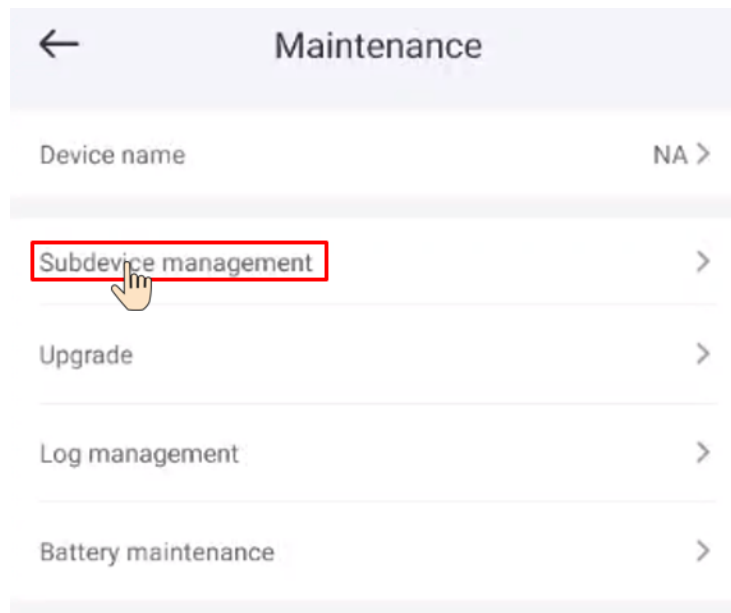 Maintenance
Device name NA
Subdevice management
Upgrade
Log management
Battery maintenance